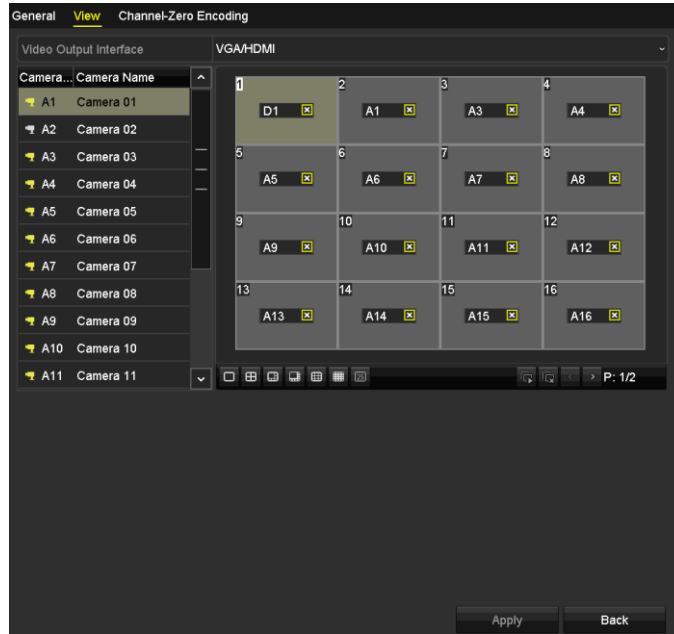 General View Channel-Zero Encoding
Video Output Interface VGA/HDMI
Camera... Camera Name
A1 Camera 01
A2 Camera 02
A3 Camera 03
A4 Camera 04
A5 Camera 05
A6 Camera 06
A7 Camera 07
A8 Camera 08
A9 Camera 09
A10 Camera 10
A11 Camera 11
1 2 3 4
D1 A1 A3 A4
5 6 7 8
A5 A6 A7 A8
9 10 11 12
A9 A10 A11 A12
13 14 15 16
A13 A14 A15 A16
25 P: 1/2
Apply Back